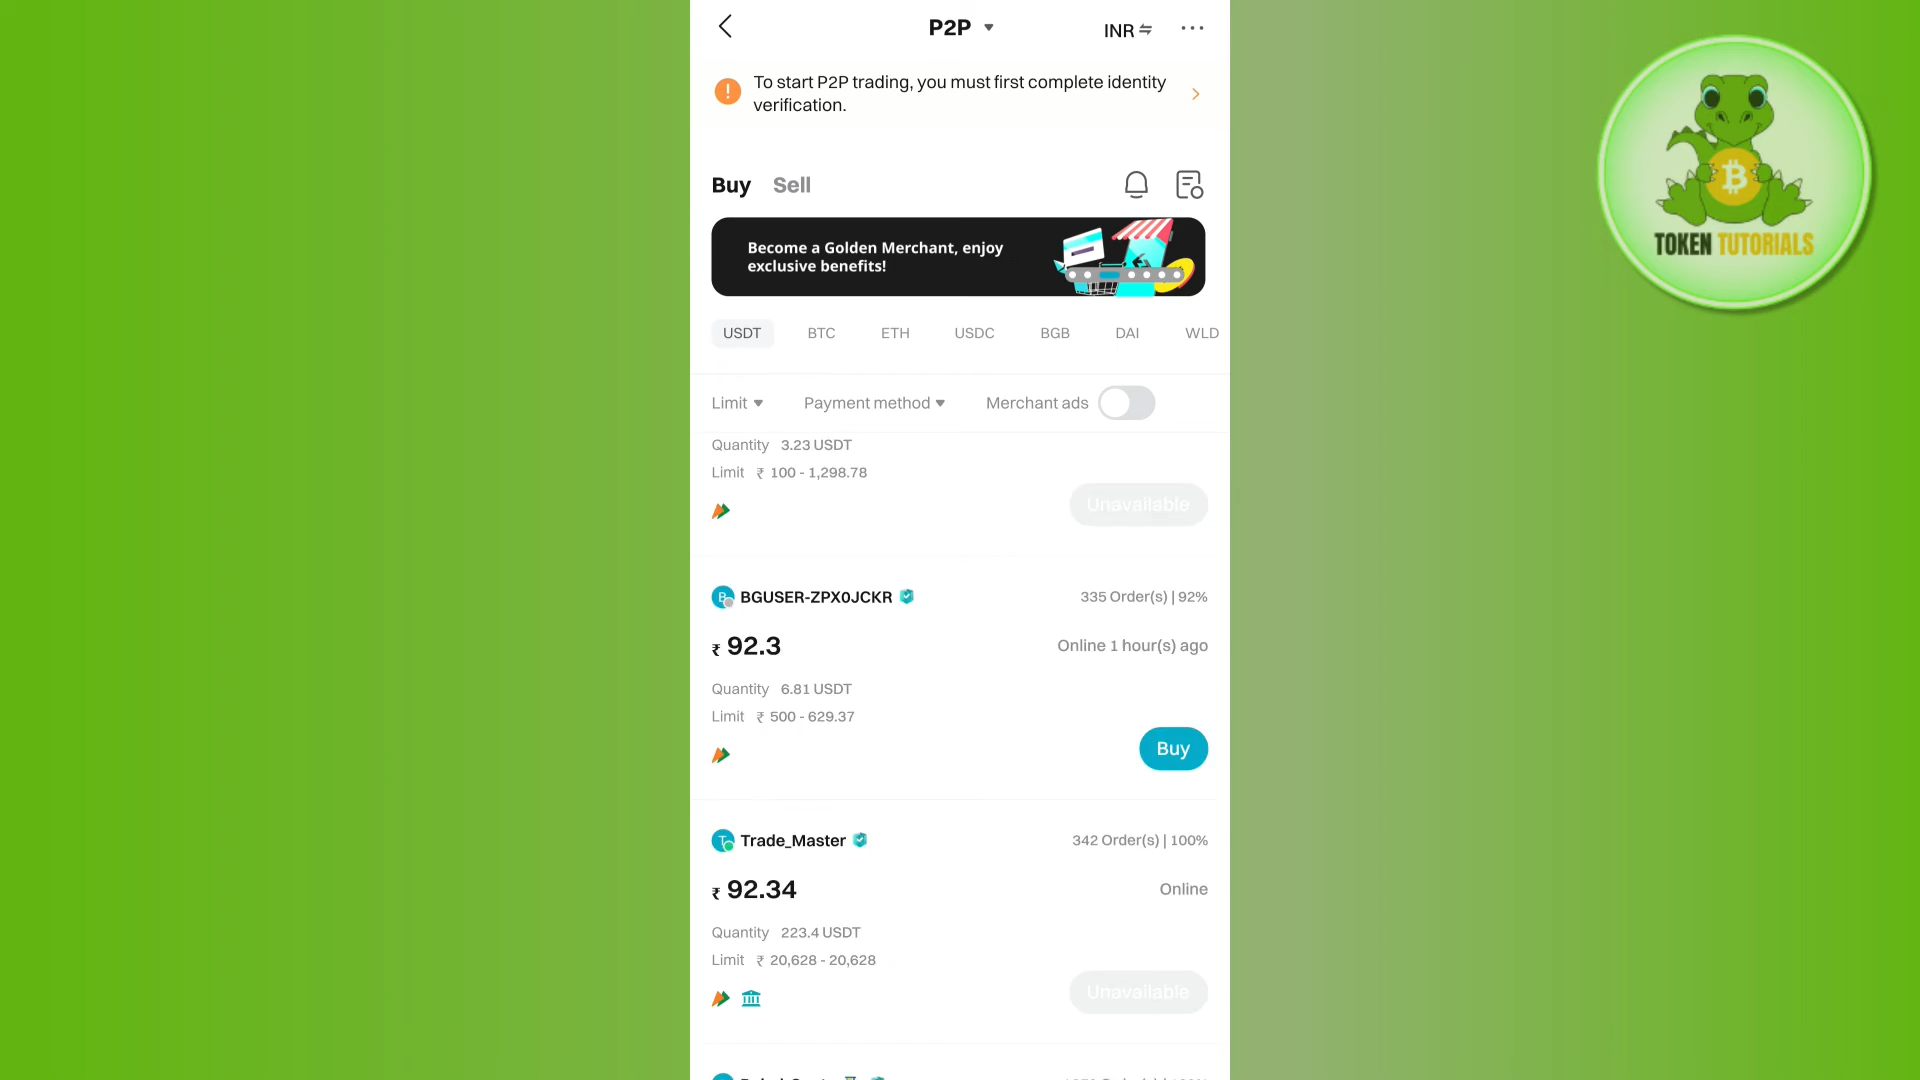 P2P
INR
To start P2P trading, you must first complete identity
verification.
Buy Sell
Become a Golden Merchant, enjoy
exclusive benefits!
USDT BTC ETH USDC BGB DAI WLD
Limit Payment method Merchant ads
Quantity 3.23 USDT
Limit ₹ 100 - 1,298.78
Unavailable
BGUSER-ZPX0JCKR 335 Order(s) | 92%
₹ 92.3 Online 1 hour(s) ago
Quantity 6.81 USDT
Limit ₹ 500 - 629.37
Buy
Trade_Master 342 Order(s) | 100%
₹ 92.34 Online
Quantity 223.4 USDT
Limit ₹ 20,628 - 20,628
Unavailable
TOKEN TUTORIALS